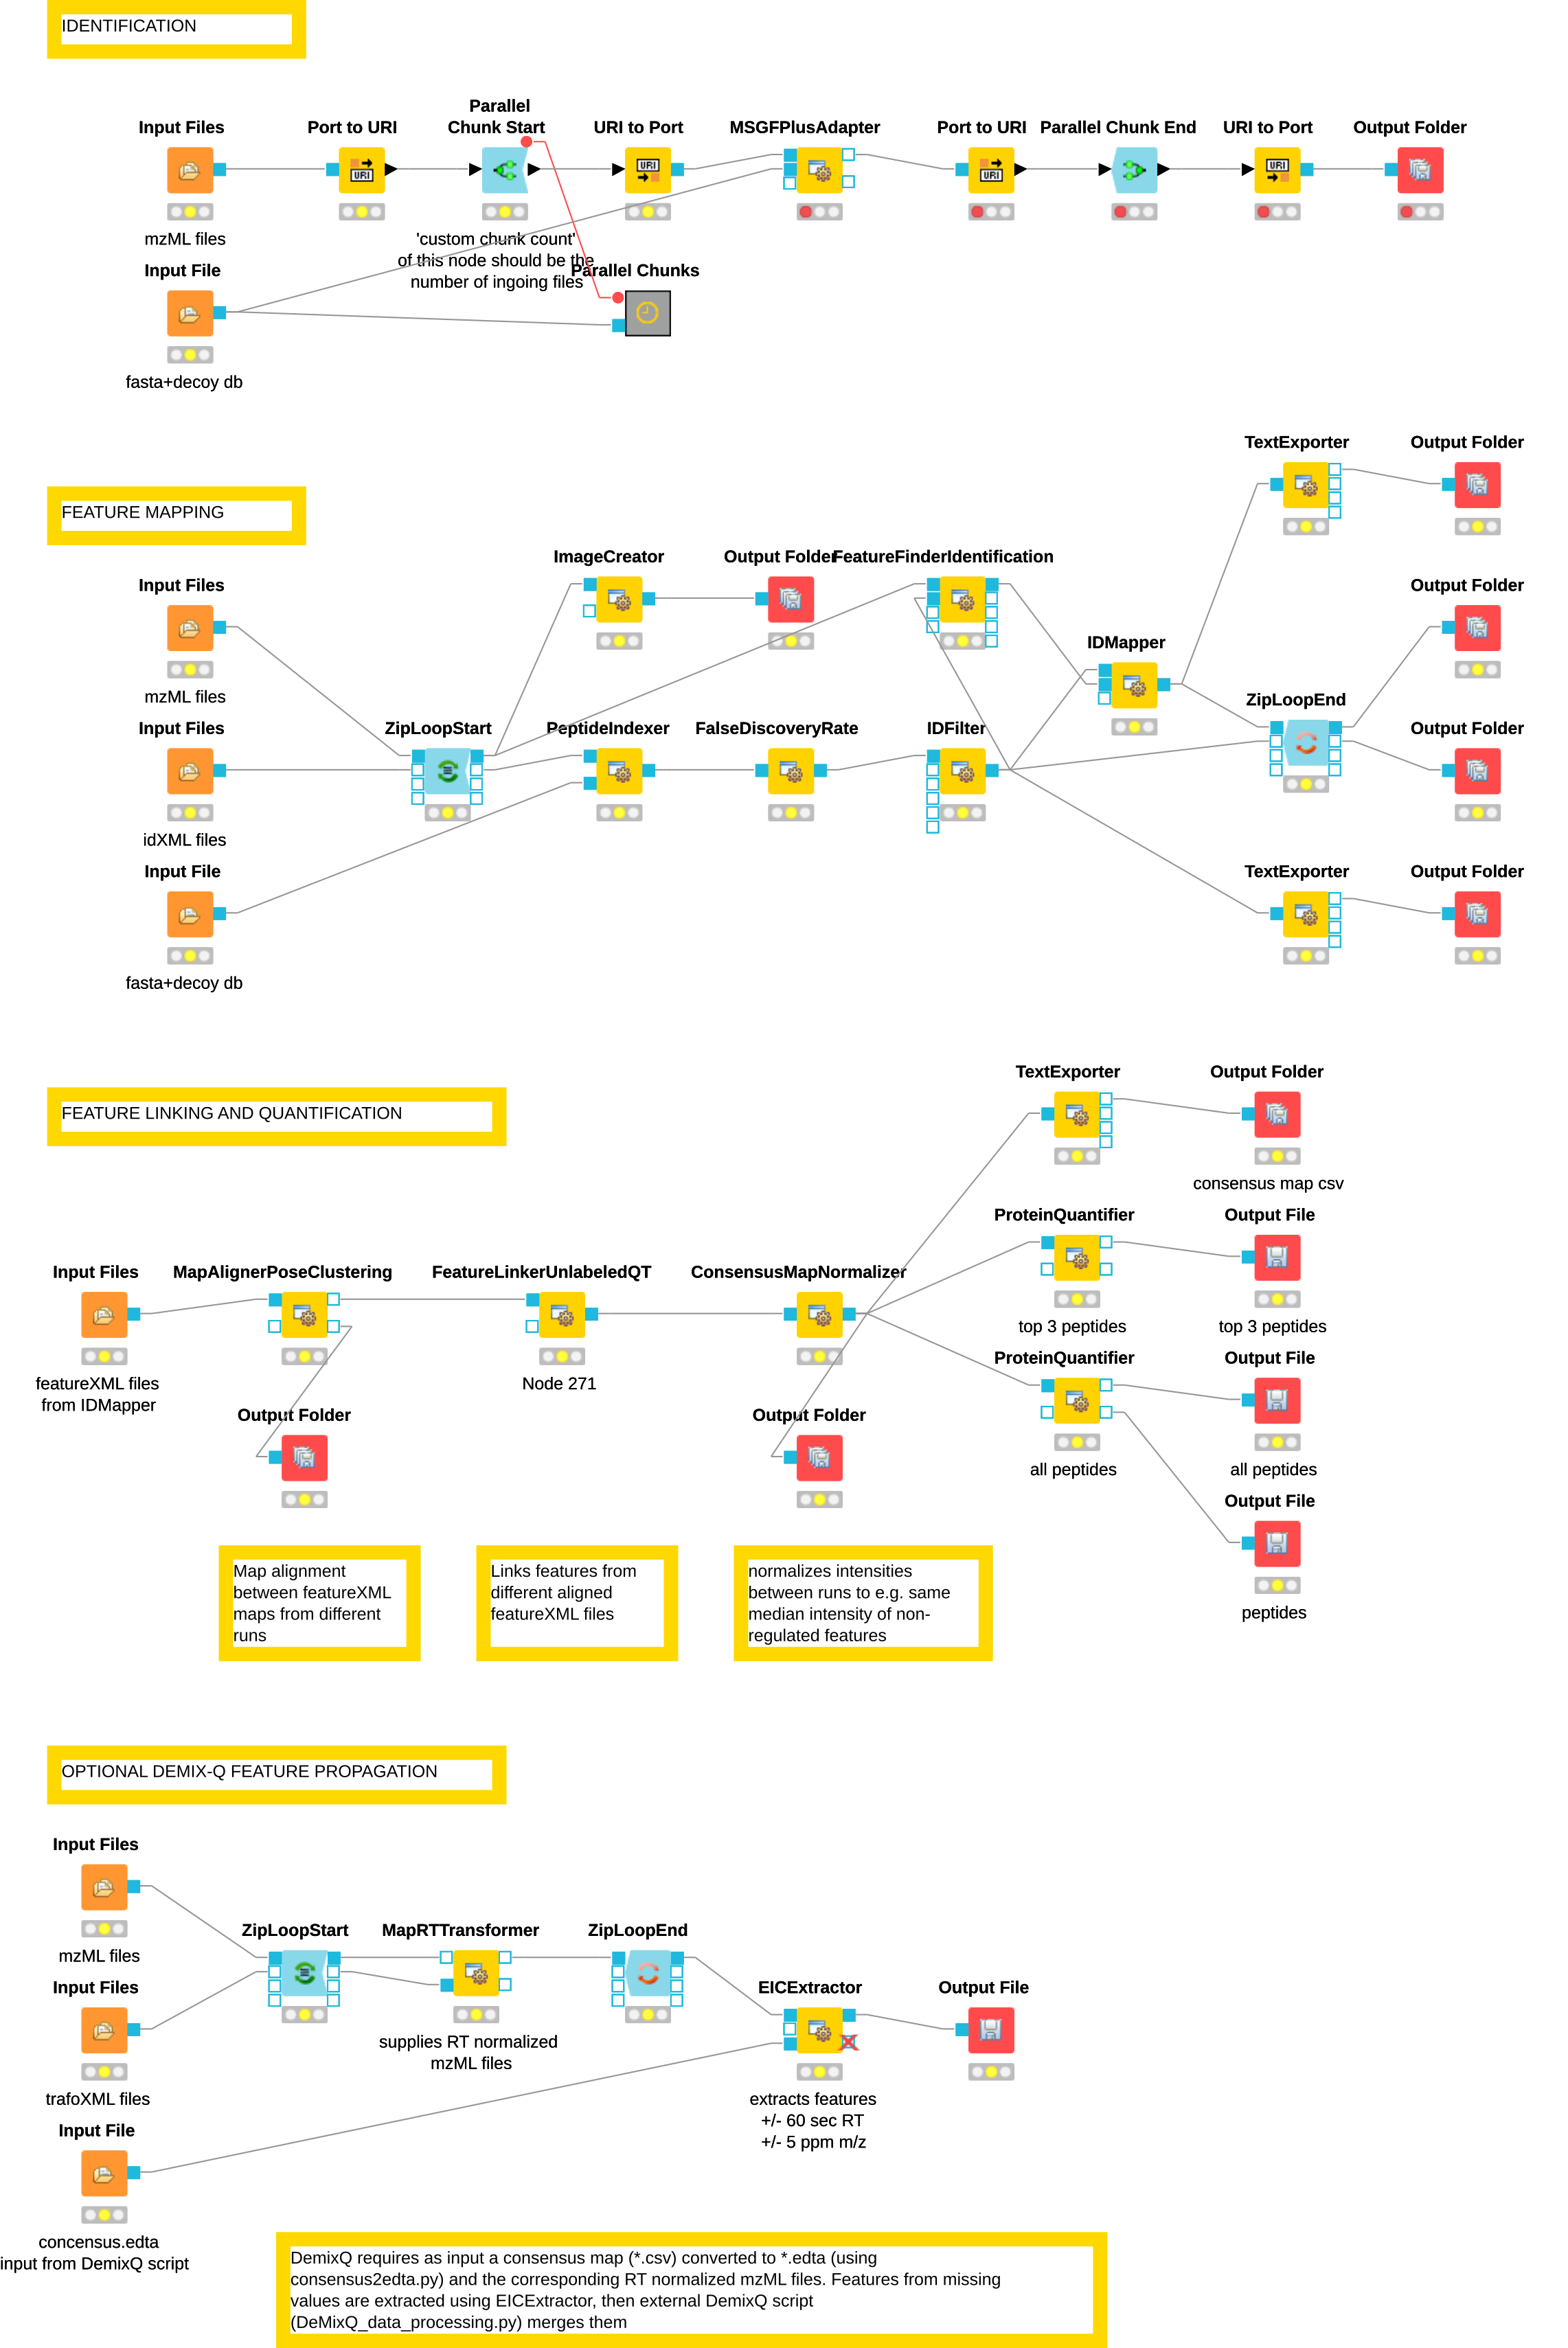 IDENTIFICATION
Parallel
Input Files
Port to URI
Chunk Start
URI to Port
MSGFPlusAdapter
Port to URI
Parallel Chunk End
URI to Port
Output Folder
URI
URI
URI
URI
mzML files
'custom chunk count'
of this node should be the
number of ingoing files
Input File
Parallel Chunks
fasta+decoy db
TextExporter
Output Folder
FEATURE MAPPING
ImageCreator
Output Folder
FeatureFinderIdentification
Input Files
Output Folder
IDMapper
mzML files
ZipLoopEnd
Input Files
ZipLoopStart
PeptideIndexer
FalseDiscoveryRate
IDFilter
Output Folder
idXML files
Input File
TextExporter
Output Folder
fasta+decoy db
TextExporter
Output Folder
FEATURE LINKING AND QUANTIFICATION
consensus map csv
ProteinQuantifier
Output File
Input Files
MapAlignerPoseClustering
FeatureLinkerUnlabeledQT
ConsensusMapNormalizer
top 3 peptides
top 3 peptides
ProteinQuantifier
Output File
featureXML files
from IDMapper
Node 271
Output Folder
Output Folder
all peptides
all peptides
Output File
peptides
Map alignment
between featureXML
maps from different
runs
Links features from
different aligned
featureXML files
normalizes intensities
between runs to e.g. same
median intensity of non-
regulated features
OPTIONAL DEMIX-Q FEATURE PROPAGATION
Input Files
mzML files
ZipLoopStart
MapRTTransformer
ZipLoopEnd
Input Files
EICExtractor
Output File
supplies RT normalized
mzML files
trafoXML files
extracts features
+/- 60 sec RT
+/- 5 ppm m/z
Input File
concensus.edta
input from DemixQ script
DemixQ requires as input a consensus map (*.csv) converted to *.edta (using
consensus2edta.py) and the corresponding RT normalized mzML files. Features from missing
values are extracted using EICExtractor, then external DemixQ script
(DeMixQ_data_processing.py) merges them